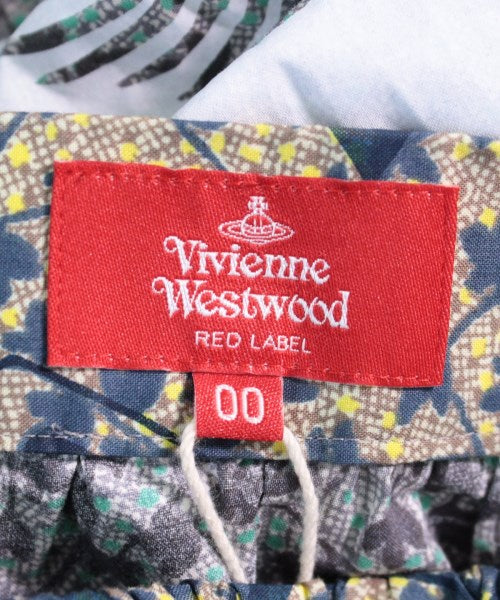 Vivienne
Westwood
RED LABEL
00